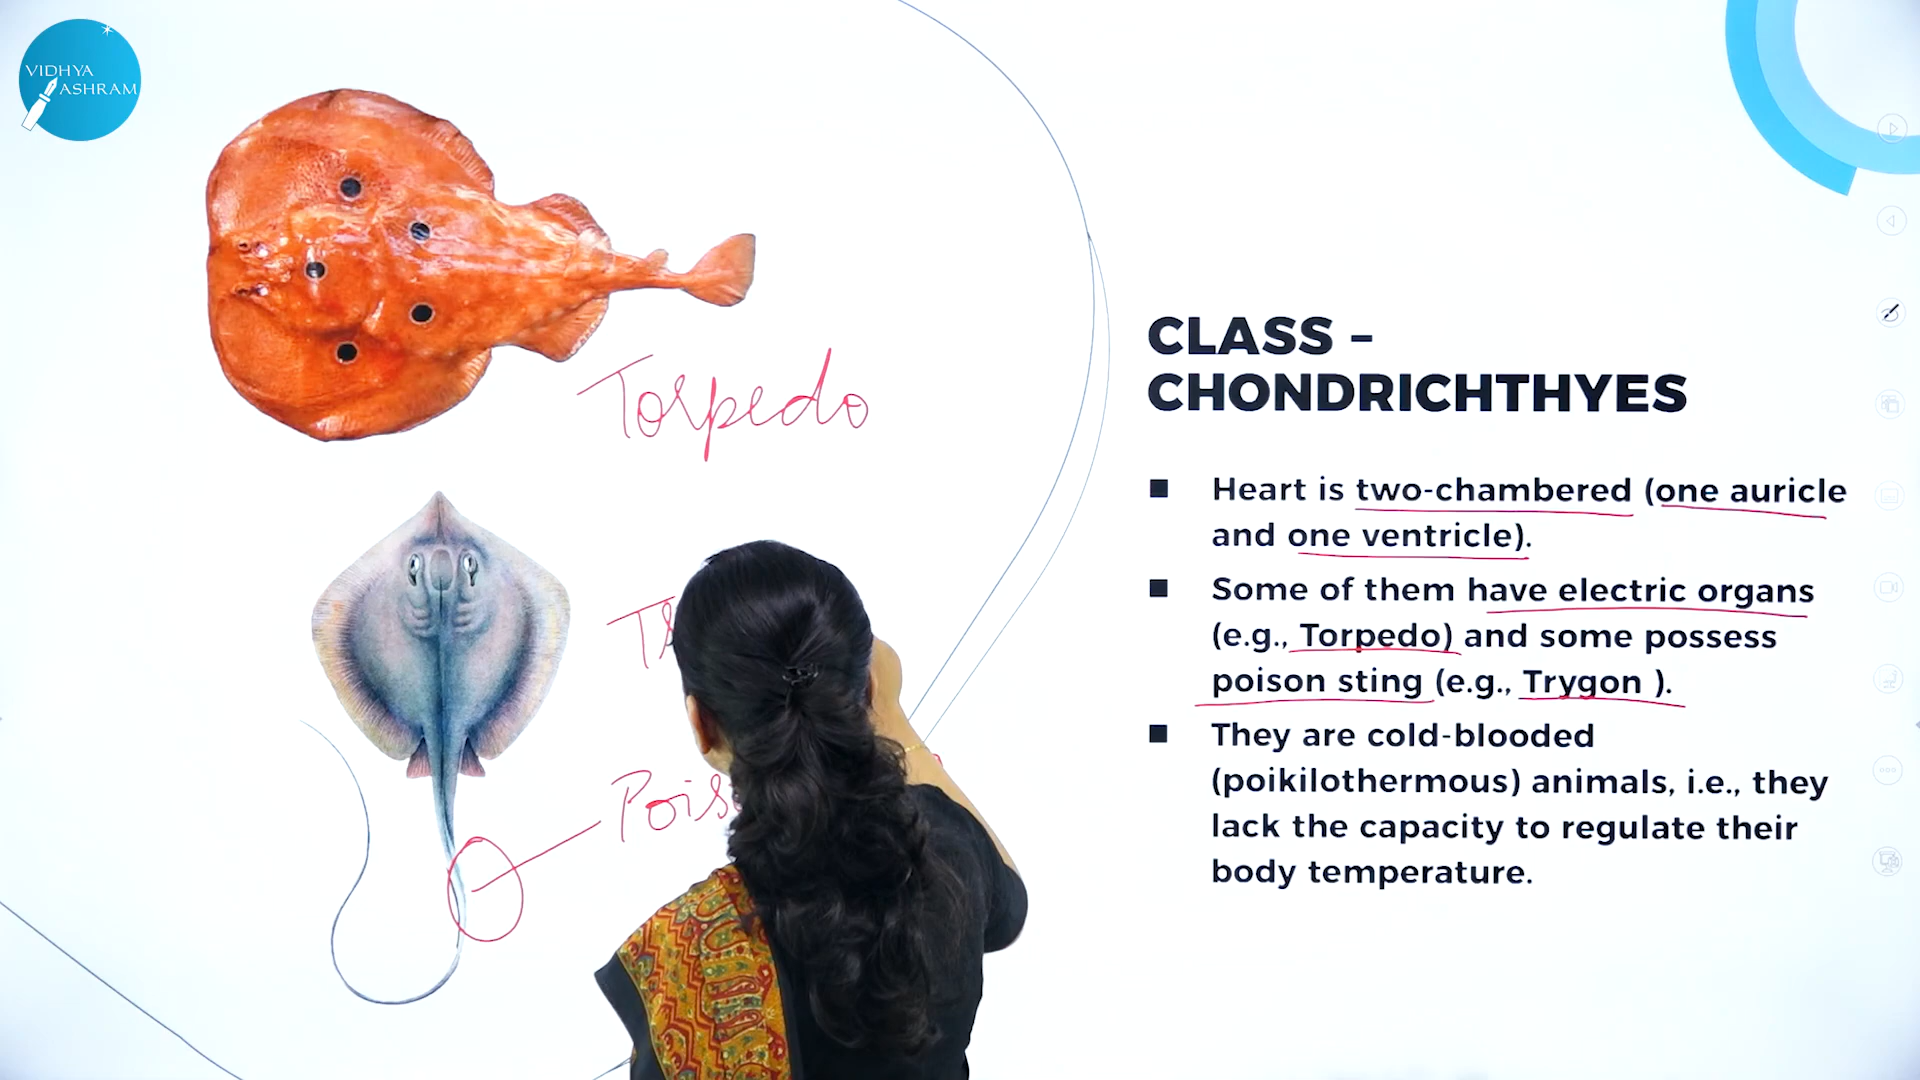 VIDHYA
ASHRAM
Torpedo
CLASS –
CHONDRICHTHYES
■ Heart is two-chambered (one auricle
and one ventricle).
■ Some of them have electric organs
(e.g., Torpedo) and some possess
poison sting (e.g., Trygon ).
■ They are cold-blooded
(poikilothermous) animals, i.e., they
lack the capacity to regulate their
body temperature.